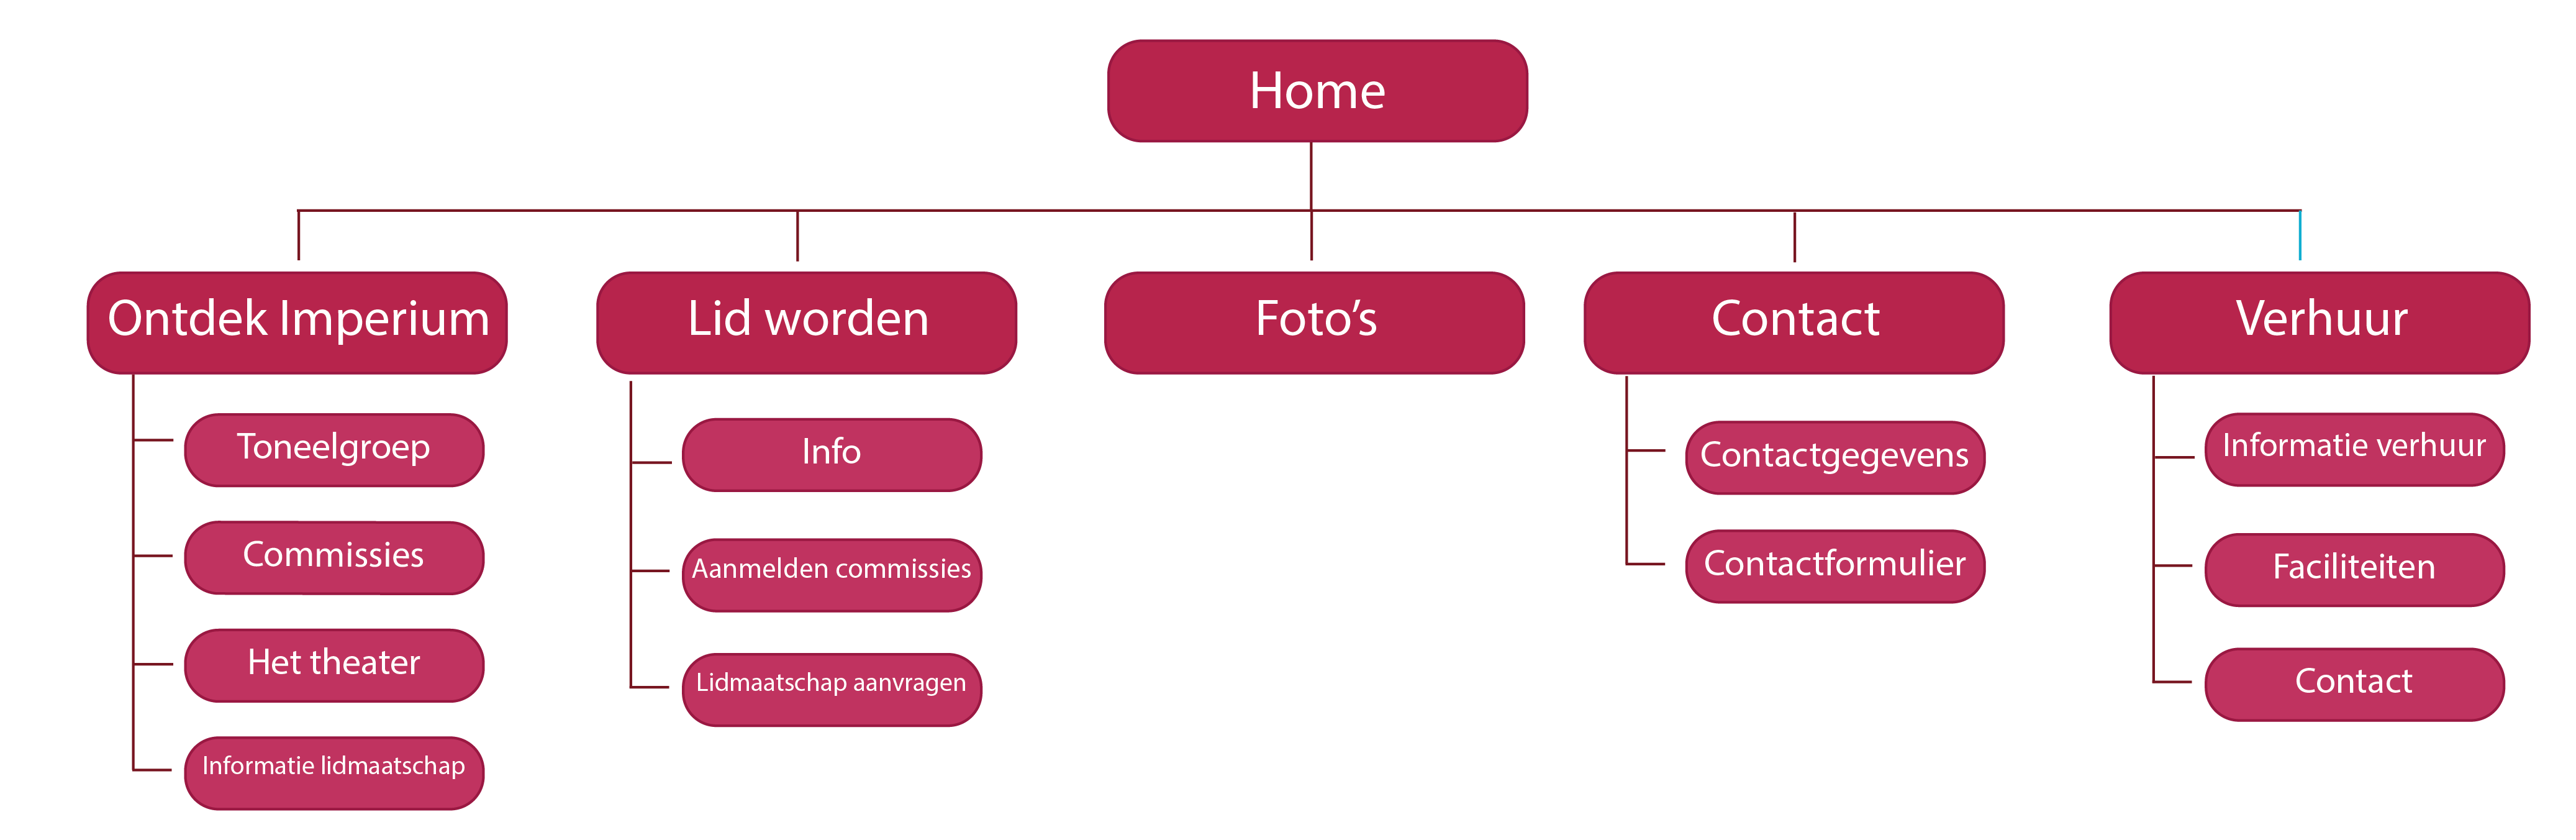 Home
Ontdek Imperium
Toneelgroep
Commissies
Het theater
Informatie lidmaatschap
Lid worden
Info
Aanmelden commissies
Lidmaatschap aanvragen
Foto’s
Contact
Contactgegevens
Contactformulier
Verhuur
Informatie verhuur
Faciliteiten
Contact